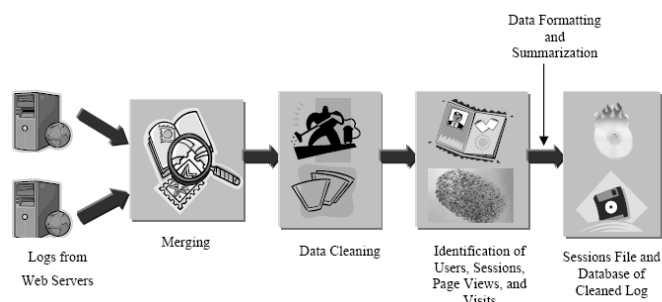 Data Formatting
and
Summarization
Logs from
Web Servers
Merging
Data Cleaning
Identification of
Users, Sessions,
Page Views, and
Visits
Sessions File and
Database of
Cleaned Log